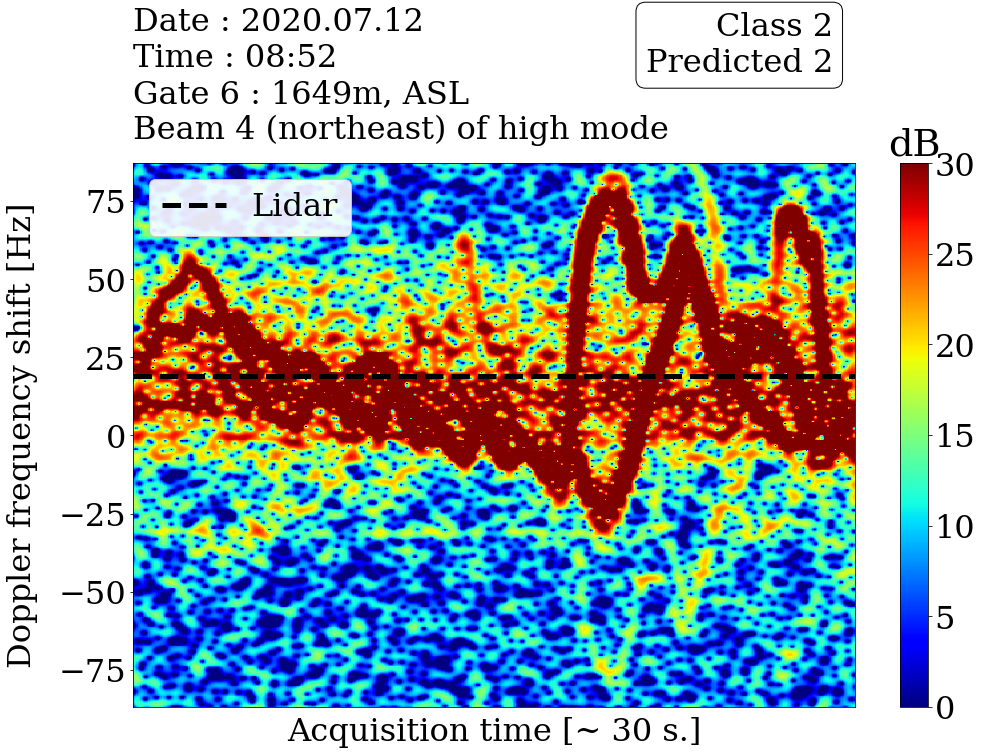 Date : 2020.07.12
Time : 08:52
Gate 6 : 1649m, ASL
Beam 4 (northeast) of high mode
Class 2
Predicted 2
dB
Lidar
Doppler frequency shift [Hz]
75
50
25
0
−25
−50
−75
30
25
20
15
10
5
0
Acquisition time [~ 30 s.]